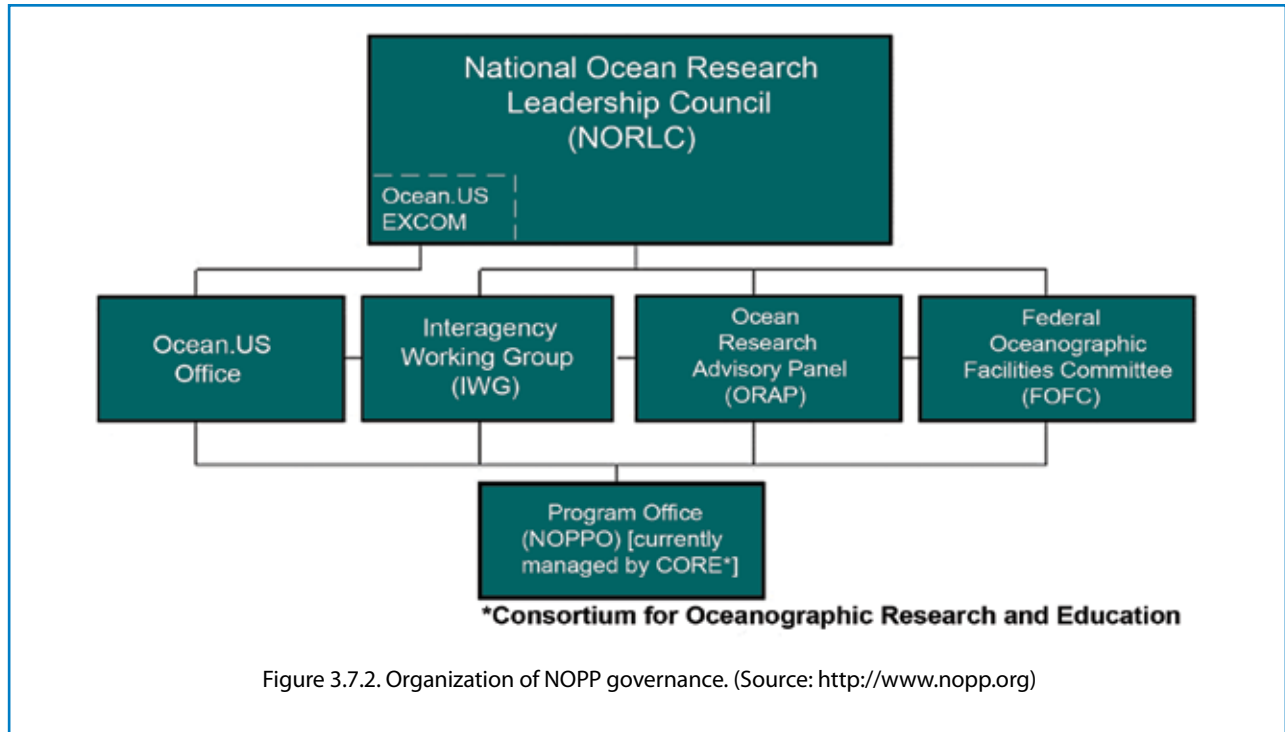 National Ocean Research
Leadership Council
(NORLC)
Ocean.US
EXCOM
Ocean.US
Office
Interagency
Working Group
(IWG)
Ocean
Research
Advisory Panel
(ORAP)
Federal
Oceanographic
Facilities Committee
(FOFC)
Program Office
(NOPPO) [currently
managed by CORE*]
*Consortium for Oceanographic Research and Education
Figure 3.7.2. Organization of NOPP governance. (Source: http://www.nopp.org)